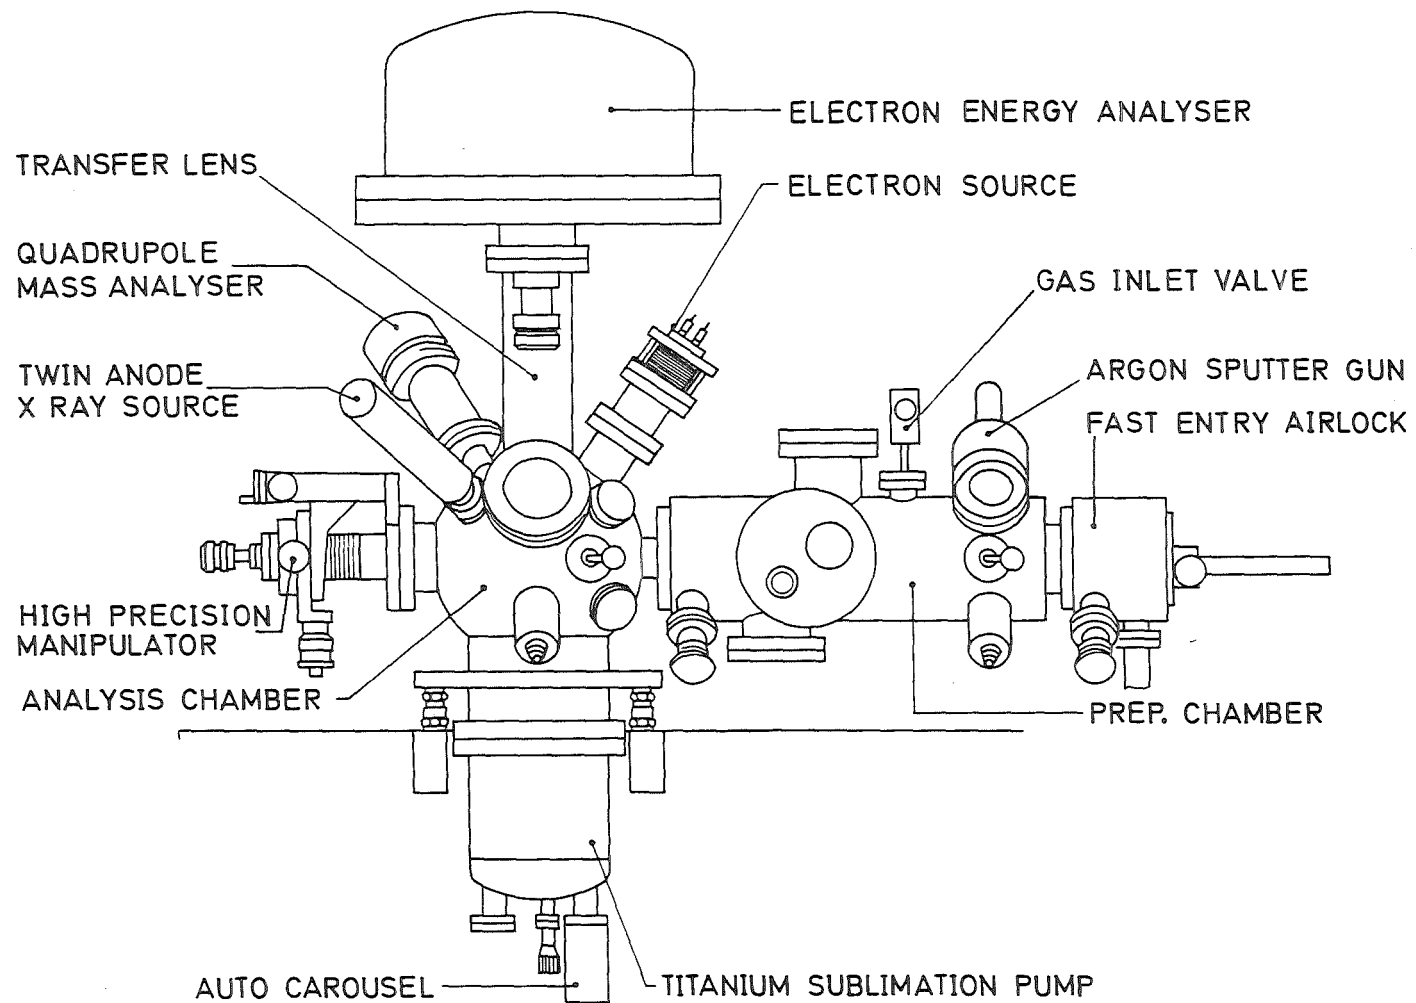 ELECTRON ENERGY ANALYSER
TRANSFER LENS
ELECTRON SOURCE
QUADRUPOLE
MASS ANALYSER
GAS INLET VALVE
TWIN ANODE
X RAY SOURCE
ARGON SPUTTER GUN
FAST ENTRY AIRLOCK
HIGH PRECISION
MANIPULATOR
ANALYSIS CHAMBER
PREP. CHAMBER
AUTO CAROUSEL
TITANIUM SUBLIMATION PUMP